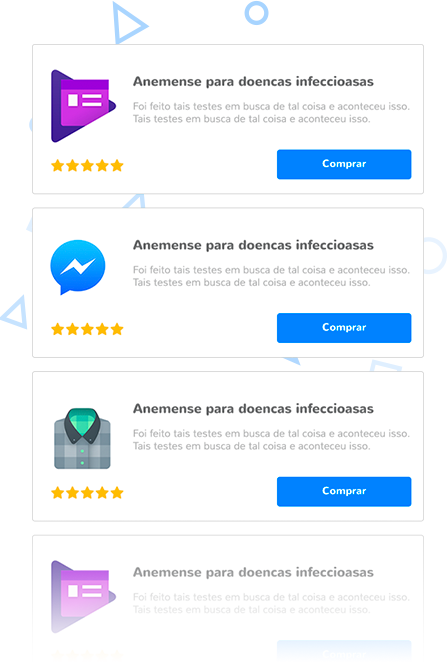 Anemense para doencas infeccioasas
Foi feito tais testes em busca de tal coisa e aconteceu isso.
Tais testes em busca de tal coisa e aconteceu isso.
Comprar
Anemense para doencas infeccioasas
Foi feito tais testes em busca de tal coisa e aconteceu isso.
Tais testes em busca de tal coisa e aconteceu isso.
Comprar
Anemense para doencas infeccioasas
Foi feito tais testes em busca de tal coisa e aconteceu isso.
Tais testes em busca de tal coisa e aconteceu isso.
Comprar
Anemense para doencas infeccioasas
Foi feito tais testes em busca de tal coisa e aconteceu isso.
Tais testes em busca de tal coisa e aconteceu isso.